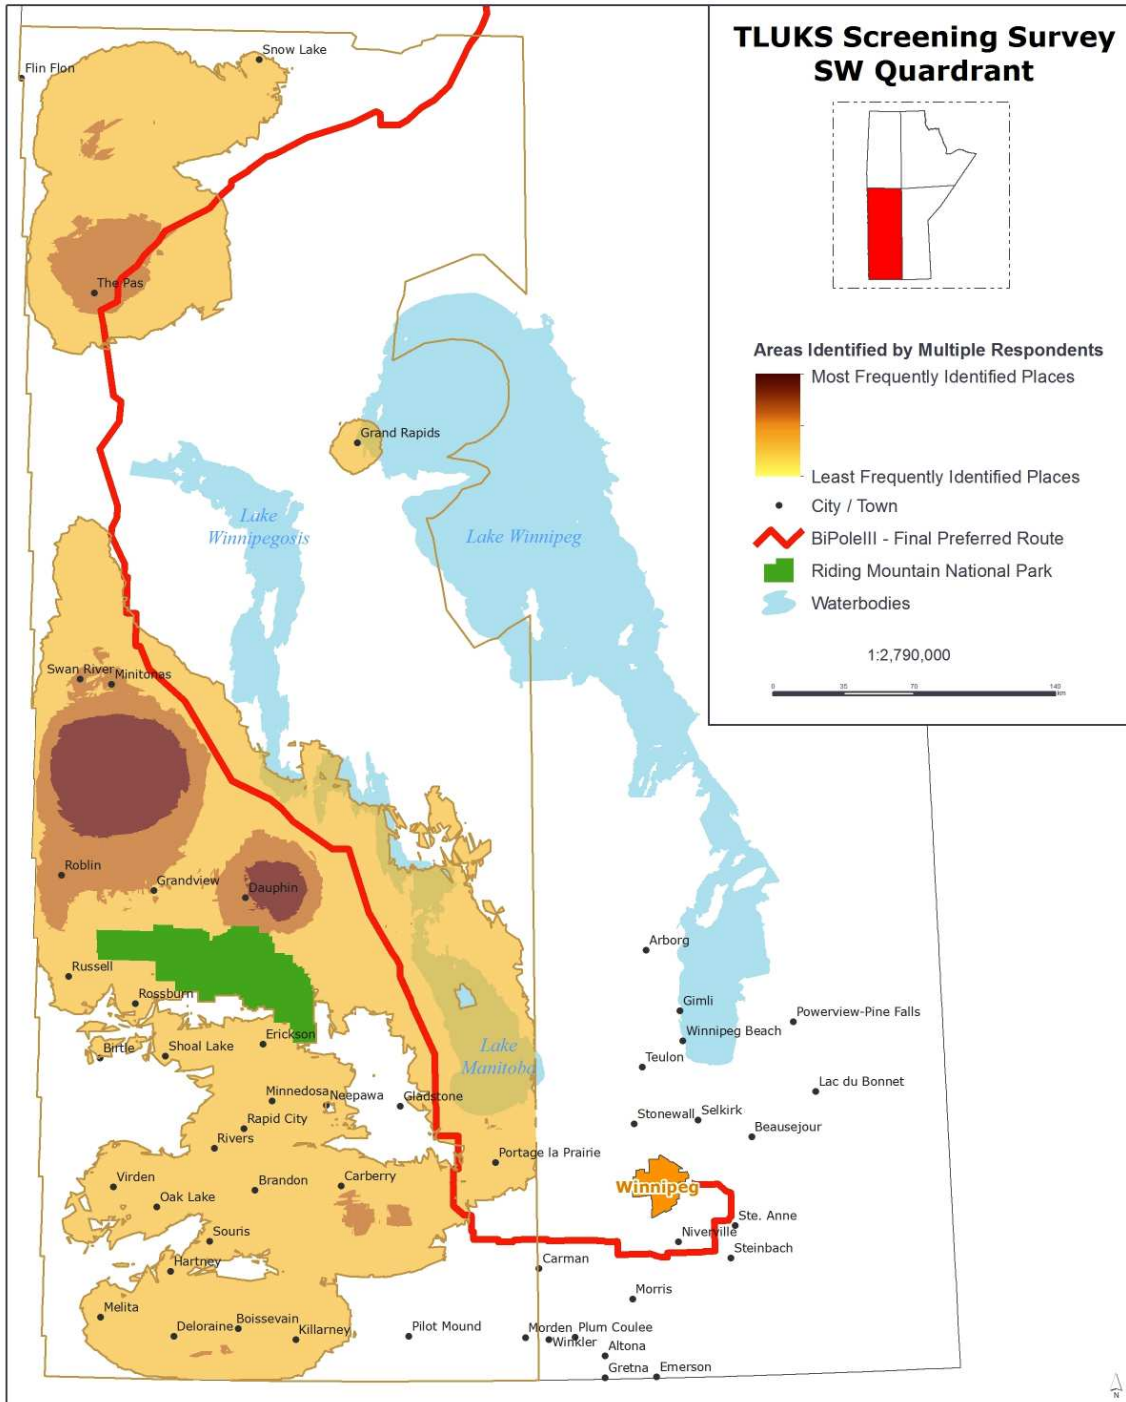 TLUKS Screening Survey
SW Quardrant
Areas Identified by Multiple Respondents
Most Frequently Identified Places
Least Frequently Identified Places
City / Town
BiPoleIII - Final Preferred Route
Riding Mountain National Park
Waterbodies
1:2,790,000
0 35 70 140
km
Snow Lake
Flin Flon
The Pas
Grand Rapids
Lake
Winnipegosis
Lake Winnipeg
Swan River
Minitonas
Roblin
Grandview
Dauphin
Arborg
Russell
Rossburn
Gimli
Powerview-Pine Falls
Winnipeg Beach
Erickson
Birtle
Shoal Lake
Lake
Manitoba
Teulon
Lac du Bonnet
Minnedosa
Neepawa
Gladstone
Rapid City
Stonewall
Selkirk
Beausejour
Rivers
Portage la Prairie
Virden
Brandon
Carberry
Winnipeg
Oak Lake
Ste. Anne
Souris
Niverville
Steinbach
Hartney
Carman
Morris
Melita
Deloraine
Boissevain
Killarney
Pilot Mound
Morden
Plum Coulee
Winkler
Altona
Gretna
Emerson
N